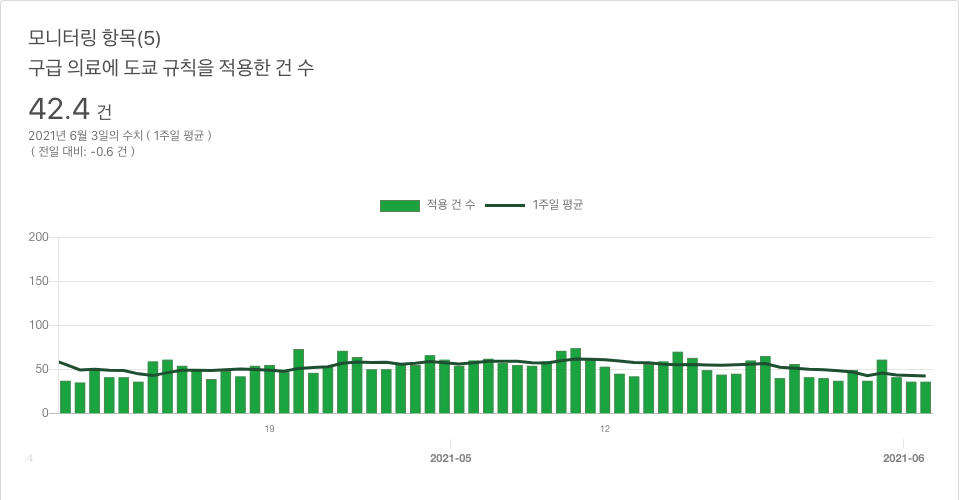 모니터링 항목(5)
구급 의료에 도쿄 규칙을 적용한 건 수
42.4 건
2021년 6월 3일의 수치 ( 1주일 평균 )
( 전일 대비: -0.6 건 )
적용 건 수 1주일 평균
200
150
100
50
0
19 12
4 2021-05 2021-06